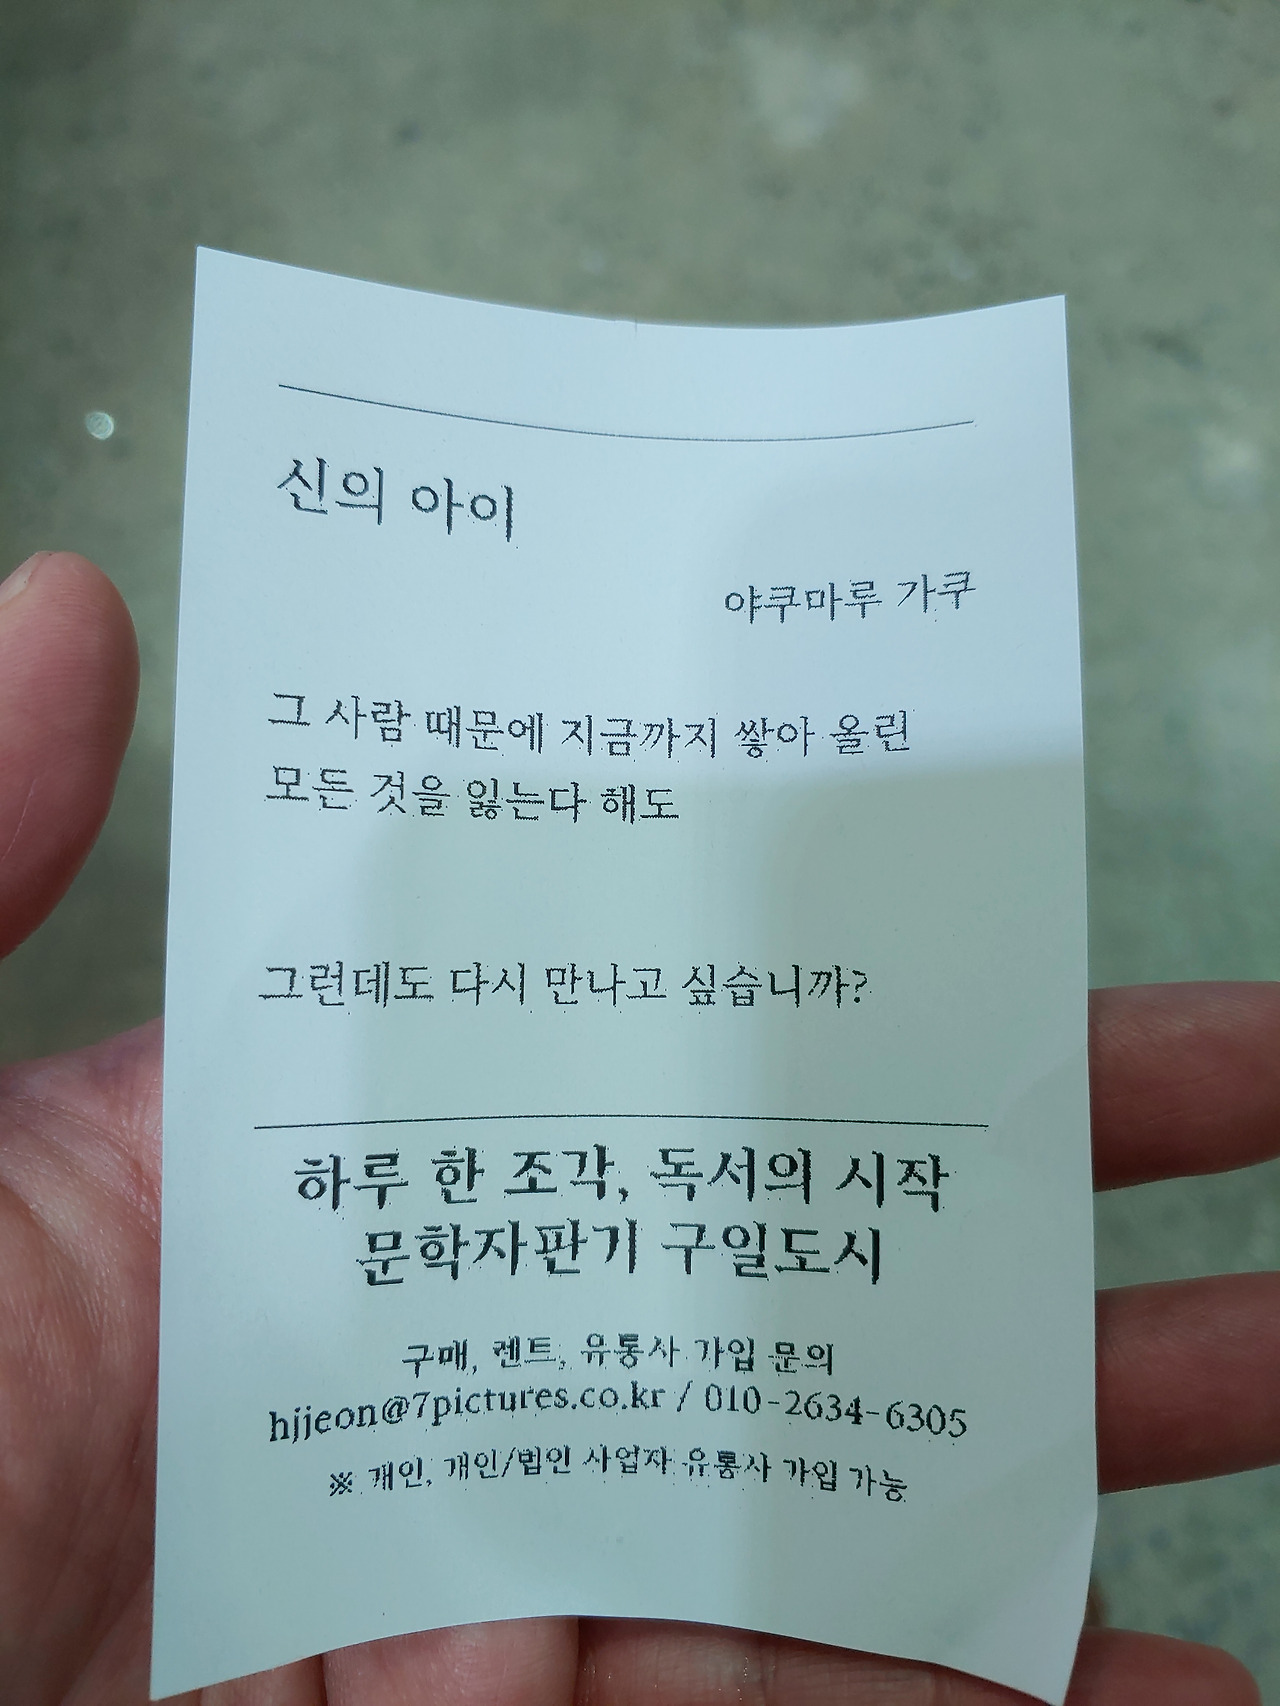 신의 아이
야쿠마루 가쿠
그 사람 때문에 지금까지 쌓아 올린
모든 것을 잃는다 해도
그런데도 다시 만나고 싶습니까?
하루 한 조각, 독서의 시작
문학자판기 구일도시
구매, 렌트, 유통사 가입 문의
hjjeon@7pictures.co.kr / 010-2634-6305
※ 개인, 개인/법인 사업자 유통사 가입 가능